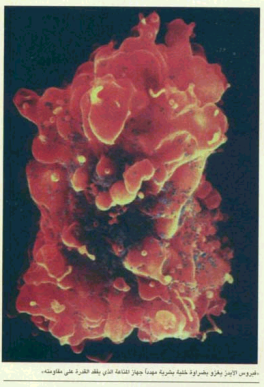 «فيروس الايدز يغزو بضراوة خلية بشرية مهدداً جهاز المناعة الذي يفقد القدرة على مقاومته»